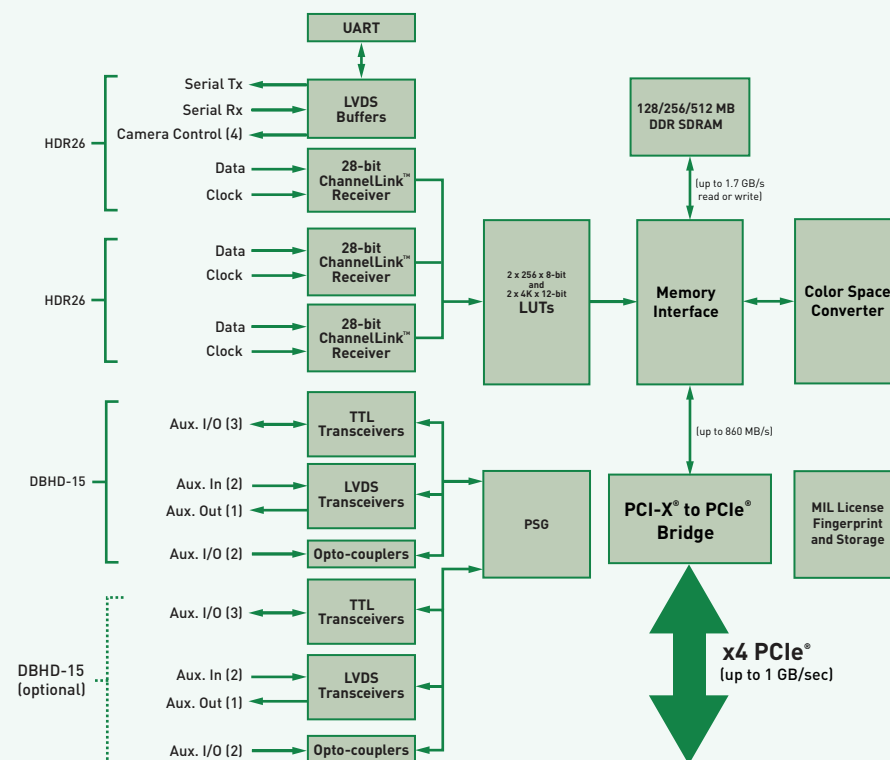 UART
Serial Tx
Serial Rx
Camera Control (4)
LVDS
Buffers
HDR26
Data
Clock
28-bit
ChannelLink™
Receiver
128/256/512 MB
DDR SDRAM
(up to 1.7 GB/s
read or write)
HDR26
Data
Clock
28-bit
ChannelLink™
Receiver
Data
Clock
28-bit
ChannelLink™
Receiver
2 x 256 x 8-bit
and
2 x 4K x 12-bit
LUTs
Memory
Interface
Color Space
Converter
(up to 860 MB/s)
DBHD-15
Aux. I/O (3)
TTL
Transceivers
Aux. In (2)
Aux. Out (1)
LVDS
Transceivers
Aux. I/O (2)
Opto-couplers
PSG
PCI-X® to PCIe®
Bridge
MIL License
Fingerprint
and Storage
DBHD-15
(optional)
Aux. I/O (3)
TTL
Transceivers
Aux. In (2)
Aux. Out (1)
LVDS
Transceivers
Aux. I/O (2)
Opto-couplers
x4 PCIe®
(up to 1 GB/sec)